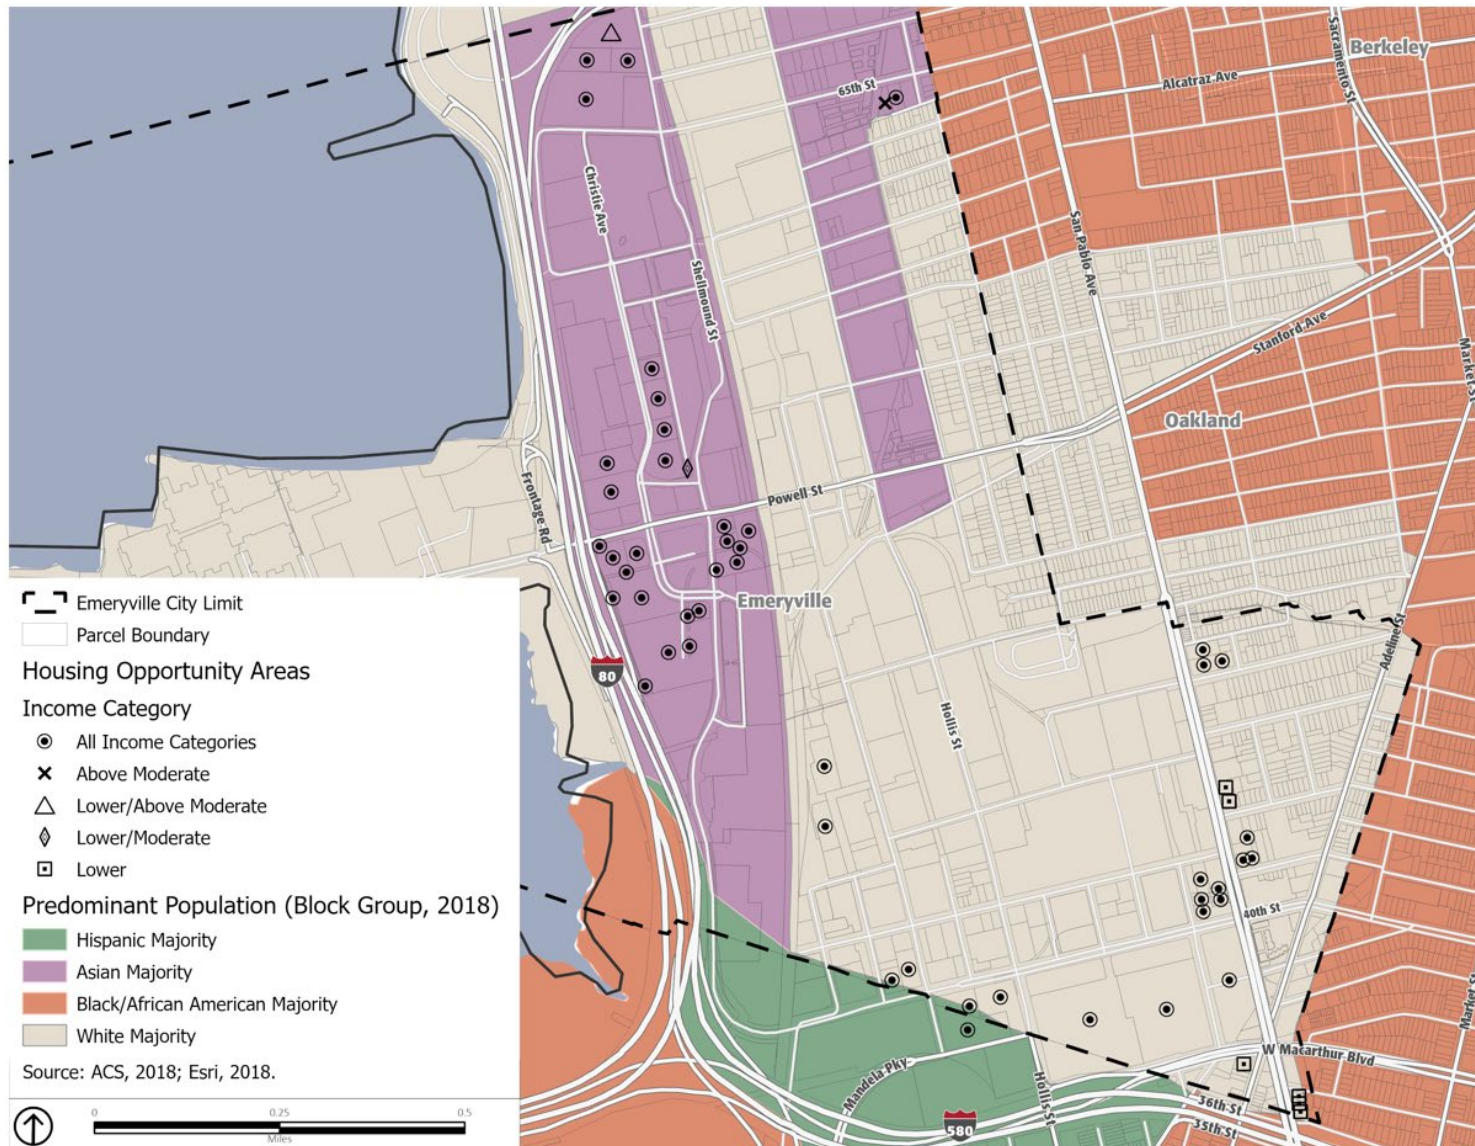 Berkeley
Sacramento St
Alcatraz Ave
65th St
Christie Ave
Shellmound St
San Pablo Ave
Stanford Ave
Market St
Oakland
Frontage Rd
Powell St
Emeryville
Adeline St
80
Hollis St
40th St
Market St
W Macarthur Blvd
Mandela Pky
Hollis St
36th St
35th St
580
Emeryville City Limit
Parcel Boundary
Housing Opportunity Areas
Income Category
All Income Categories
Above Moderate
Lower/Above Moderate
Lower/Moderate
Lower
Predominant Population (Block Group, 2018)
Hispanic Majority
Asian Majority
Black/African American Majority
White Majority
Source: ACS, 2018; Esri, 2018.
0 0.25 0.5
Miles